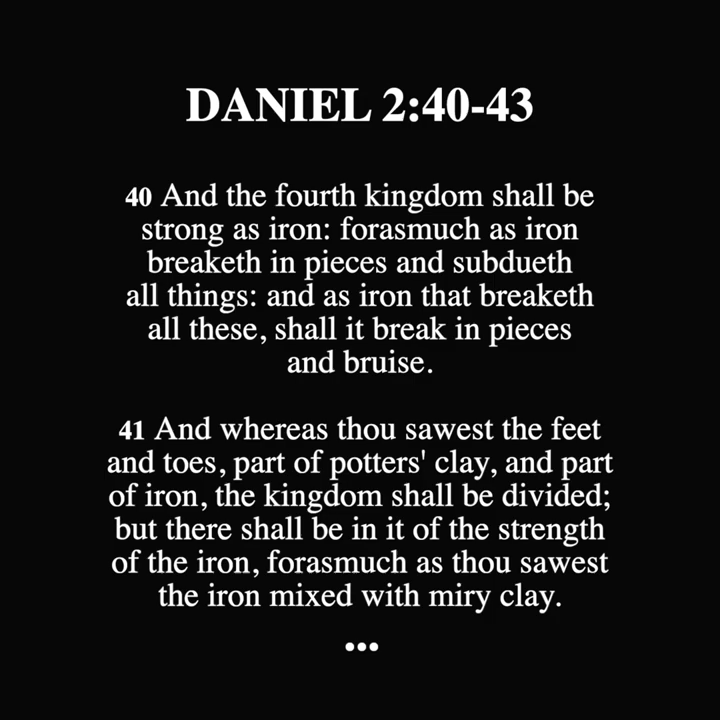 DANIEL 2:40-43
40 And the fourth kingdom shall be
strong as iron: forasmuch as iron
breaketh in pieces and subdueth
all things: and as iron that breaketh
all these, shall it break in pieces
and bruise.
41 And whereas thou sawest the feet
and toes, part of potters' clay, and part
of iron, the kingdom shall be divided;
but there shall be in it of the strength
of the iron, forasmuch as thou sawest
the iron mixed with miry clay.
•••